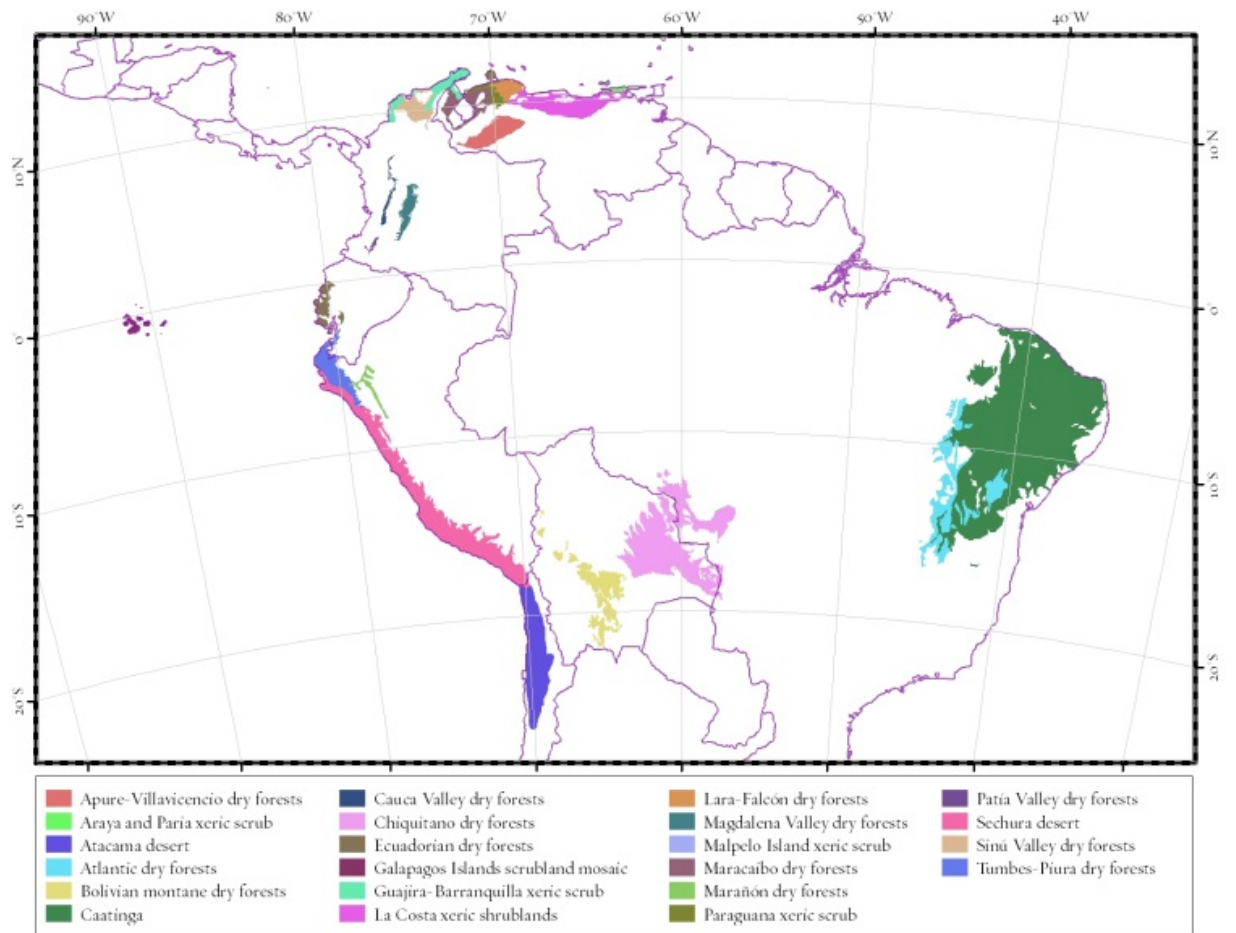 90°W 80°W 70°W 60°W 50°W 40°W
10°N 10°N
0° 0°
10°S 10°S
20°S 20°S
Apure-Villavicencio dry forests
Araya and Paria xeric scrub
Atacama desert
Atlantic dry forests
Bolivian montane dry forests
Caatinga
Cauca Valley dry forests
Chiquitano dry forests
Ecuadorian dry forests
Galapagos Islands scrubland mosaic
Guajira-Barranquilla xeric scrub
La Costa xeric shrublands
Lara-Falcón dry forests
Magdalena Valley dry forests
Malpelo Island xeric scrub
Maracaibo dry forests
Marañón dry forests
Paraguana xeric scrub
Patía Valley dry forests
Sechura desert
Sinú Valley dry forests
Tumbes-Piura dry forests